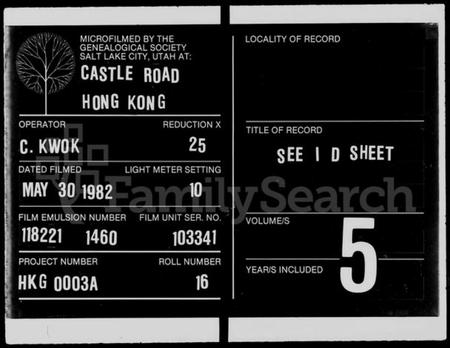 MICROFILMED BY THE
GENEALOGICAL SOCIETY
SALT LAKE CITY, UTAH AT:
CASTLE ROAD
HONG KONG
OPERATOR REDUCTION X
C. KWOK 25
DATED FILMED LIGHT METER SETTING
MAY 30 1982 10
FILM EMULSION NUMBER FILM UNIT SER. NO.
118221 1460 103341
PROJECT NUMBER ROLL NUMBER
HKG 0003A 16
LOCALITY OF RECORD
TITLE OF RECORD
SEE I D SHEET
VOLUME/S
5
YEAR/S INCLUDED
FamilySearch